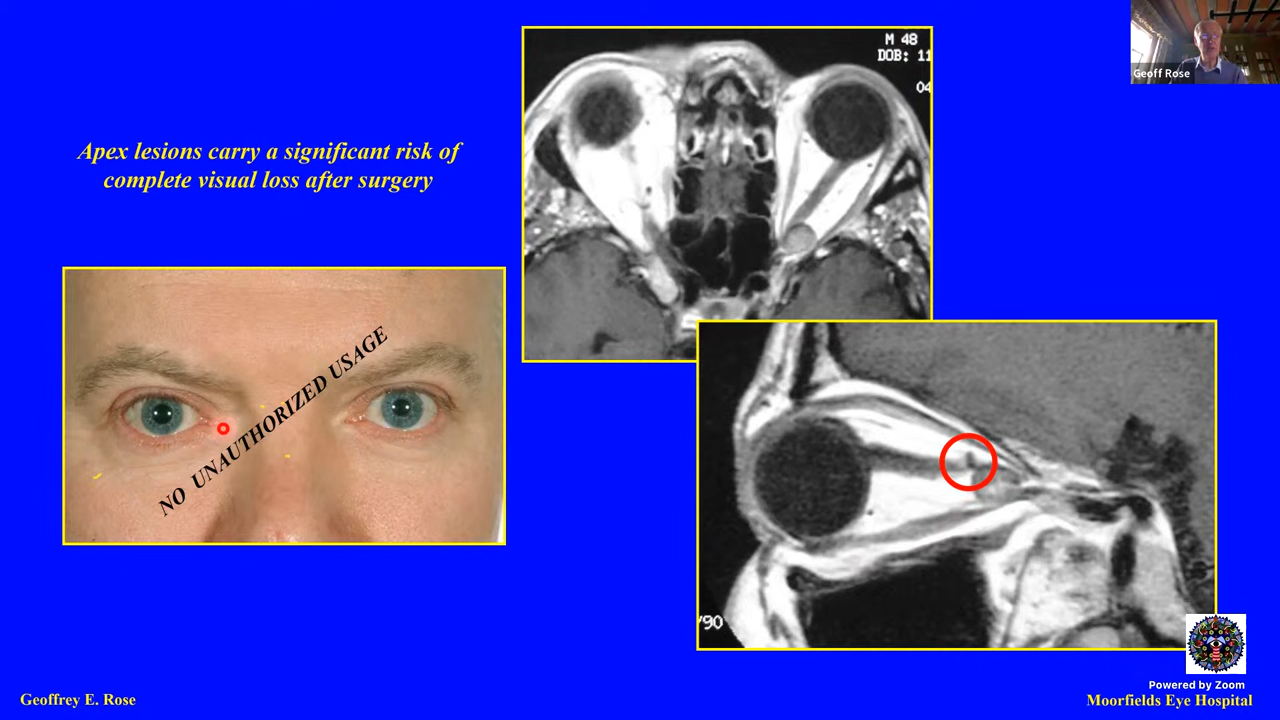 M 48
DOB: 11
04
Geoff Rose
Apex lesions carry a significant risk of
complete visual loss after surgery
NO UNAUTHORIZED USAGE
'90
Powered by Zoom
Geoffrey E. Rose
Moorfields Eye Hospital